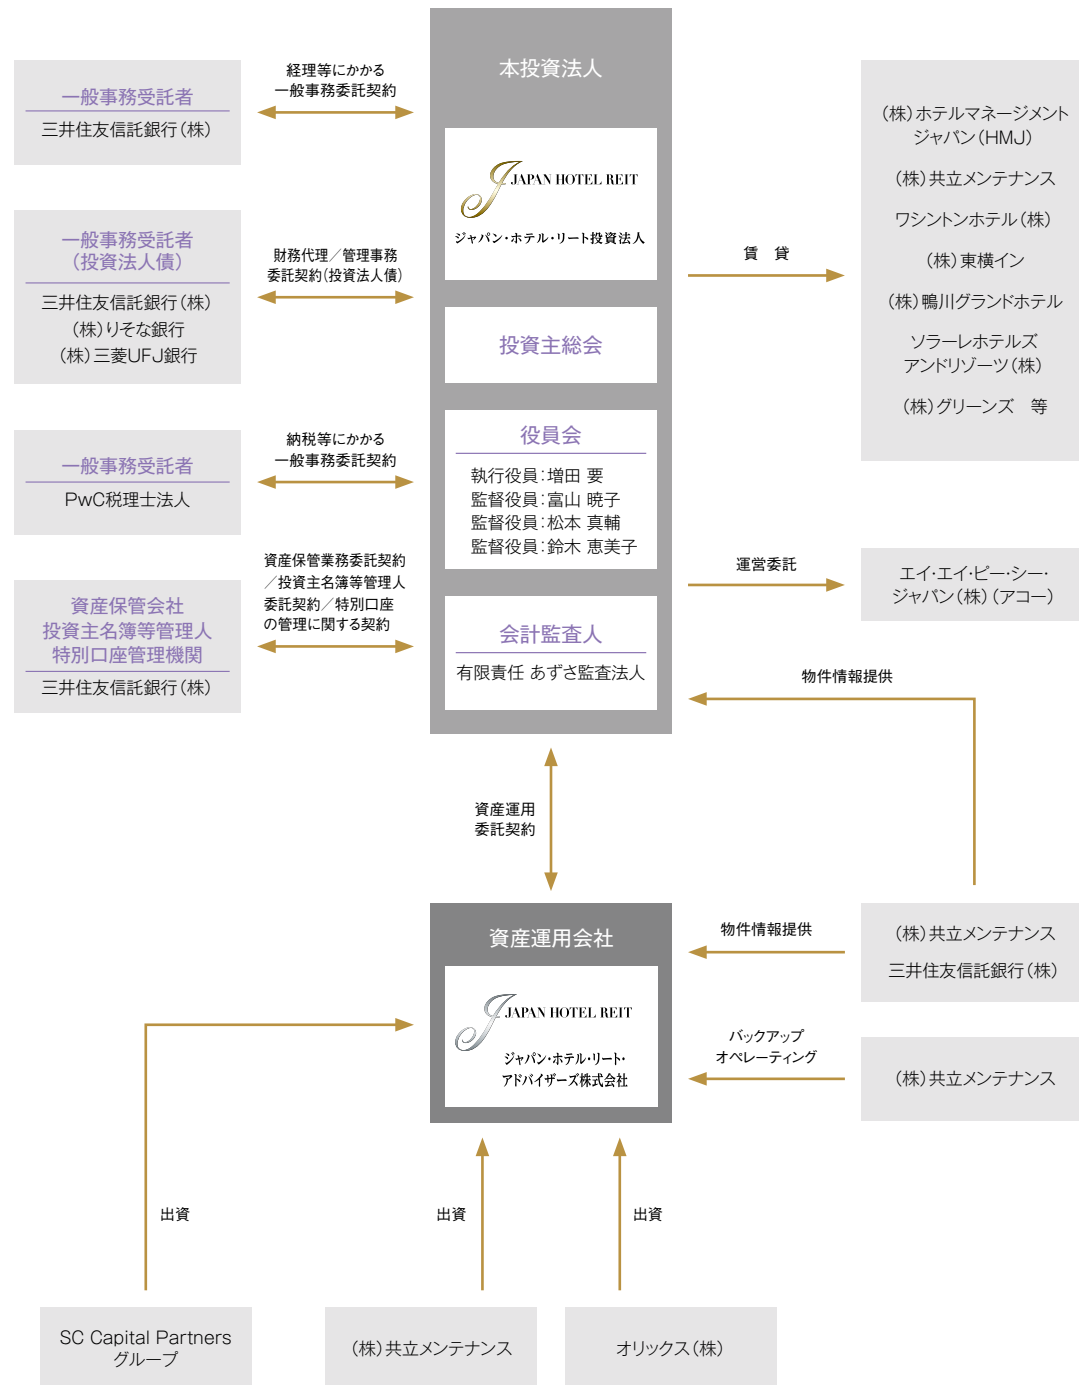 本投資法人
JAPAN HOTEL REIT
ジャパン・ホテル・リート投資法人
投資主総会
役員会
執行役員：増田 要
監督役員：富山 暁子
監督役員：松本 真輔
監督役員：鈴木 恵美子
会計監査人
有限責任 あずさ監査法人
一般事務受託者
三井住友信託銀行（株）
経理等にかかる
一般事務委託契約
一般事務受託者
（投資法人債）
三井住友信託銀行（株）
（株）りそな銀行
（株）三菱UFJ銀行
財務代理／管理事務
委託契約（投資法人債）
一般事務受託者
PwC税理士法人
納税等にかかる
一般事務委託契約
資産保管会社
投資主名簿等管理人
特別口座管理機関
三井住友信託銀行（株）
資産保管業務委託契約
／投資主名簿等管理人
委託契約／特別口座
の管理に関する契約
賃　貸
（株）ホテルマネージメント
ジャパン（HMJ）
（株）共立メンテナンス
ワシントンホテル（株）
（株）東横イン
（株）鴨川グランドホテル
ソラーレホテルズ
アンドリゾーツ（株）
（株）グリーンズ　等
運営委託
エイ・エイ・ピー・シー・
ジャパン（株）（アコー）
物件情報提供
資産運用
委託契約
資産運用会社
JAPAN HOTEL REIT
ジャパン・ホテル・リート・
アドバイザーズ株式会社
物件情報提供
（株）共立メンテナンス
三井住友信託銀行（株）
バックアップ
オペレーティング
（株）共立メンテナンス
出資
出資
出資
SC Capital Partners
グループ
（株）共立メンテナンス
オリックス（株）